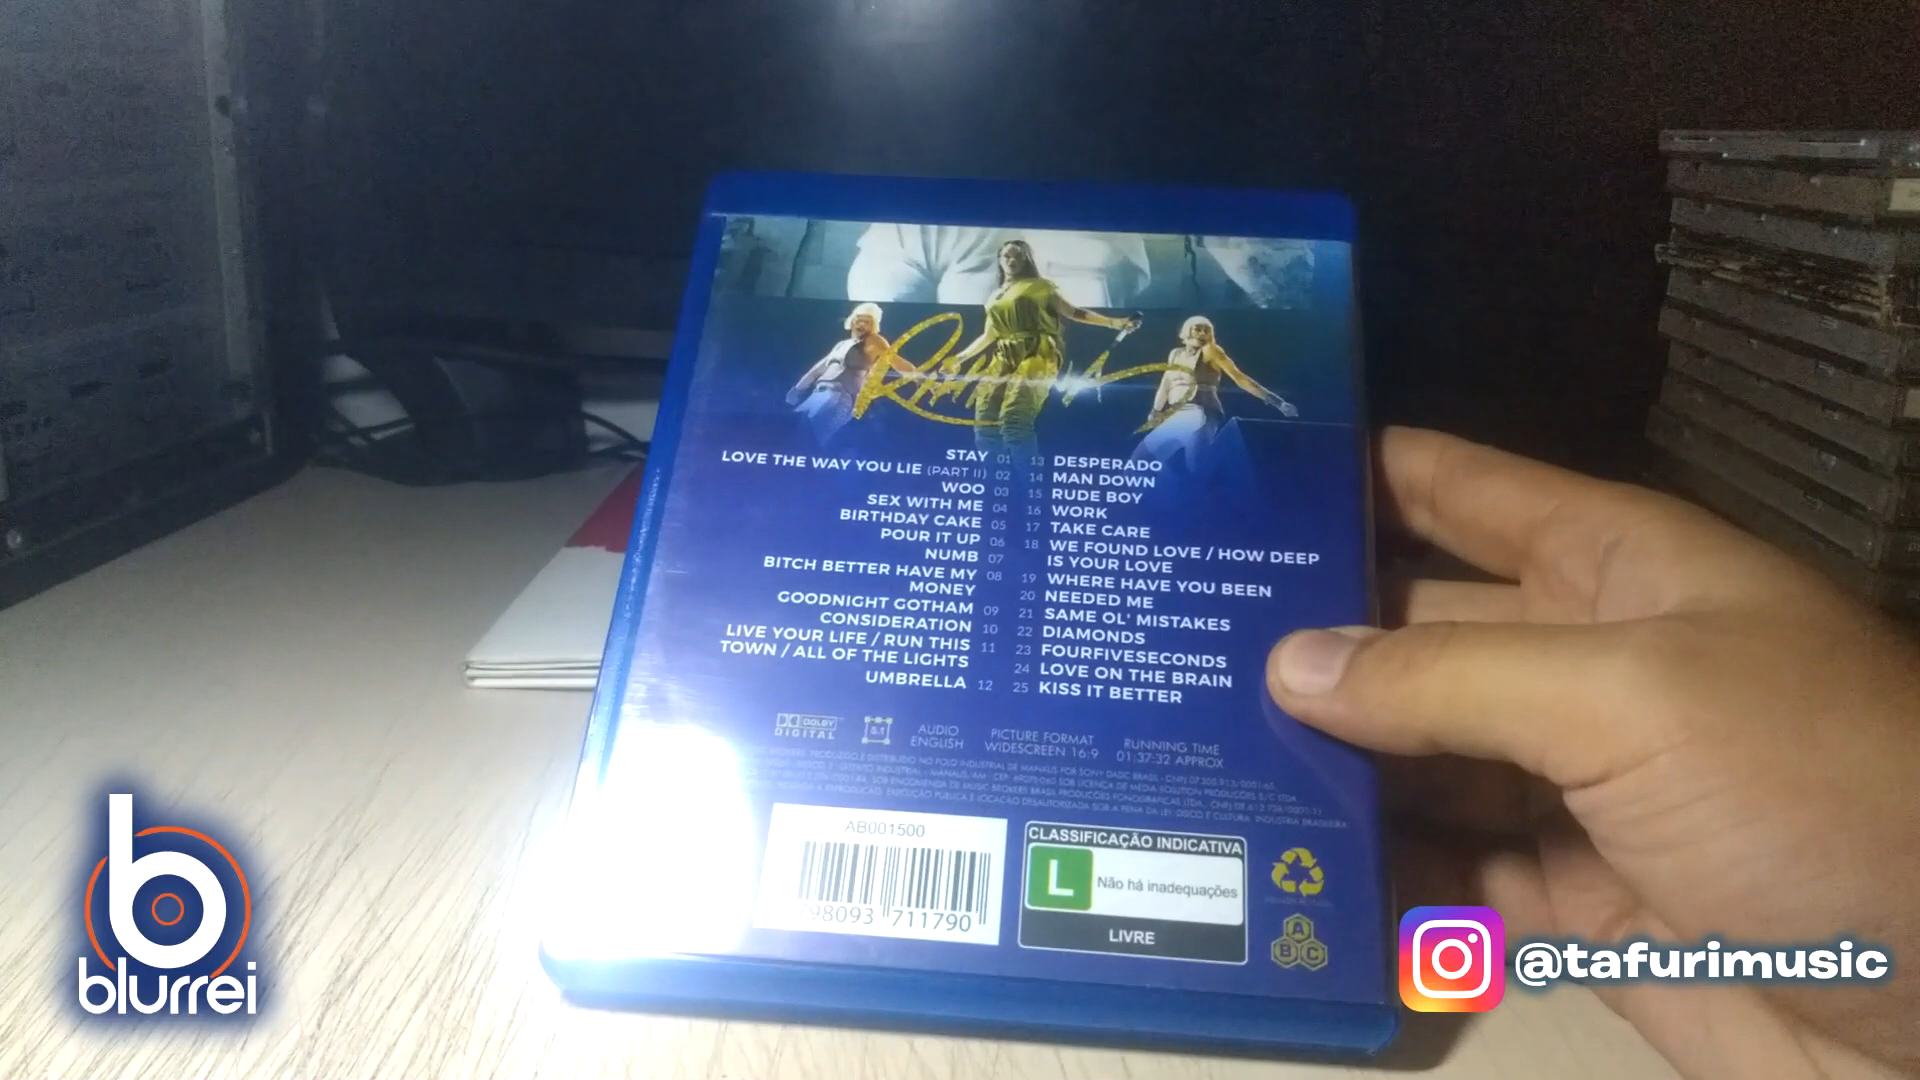 RIHANNA
STAY 01
LOVE THE WAY YOU LIE (PART II) 02
WOO 03
SEX WITH ME 04
BIRTHDAY CAKE 05
POUR IT UP 06
NUMB 07
BITCH BETTER HAVE MY 08
MONEY
GOODNIGHT GOTHAM 09
CONSIDERATION 10
LIVE YOUR LIFE / RUN THIS 11
TOWN / ALL OF THE LIGHTS
UMBRELLA 12
13 DESPERADO
14 MAN DOWN
15 RUDE BOY
16 WORK
17 TAKE CARE
18 WE FOUND LOVE / HOW DEEP
IS YOUR LOVE
19 WHERE HAVE YOU BEEN
20 NEEDED ME
21 SAME OL' MISTAKES
22 DIAMONDS
23 FOURFIVESECONDS
24 LOVE ON THE BRAIN
25 KISS IT BETTER
DOLBY
DIGITAL
5.1
AUDIO
ENGLISH
PICTURE FORMAT
WIDESCREEN 16:9
RUNNING TIME
01:37:32 APPROX
AB001500
98093 711790
CLASSIFICAÇÃO INDICATIVA
L
Não há inadequações
LIVRE
A
B C
b
blurrei
@tafurimusic